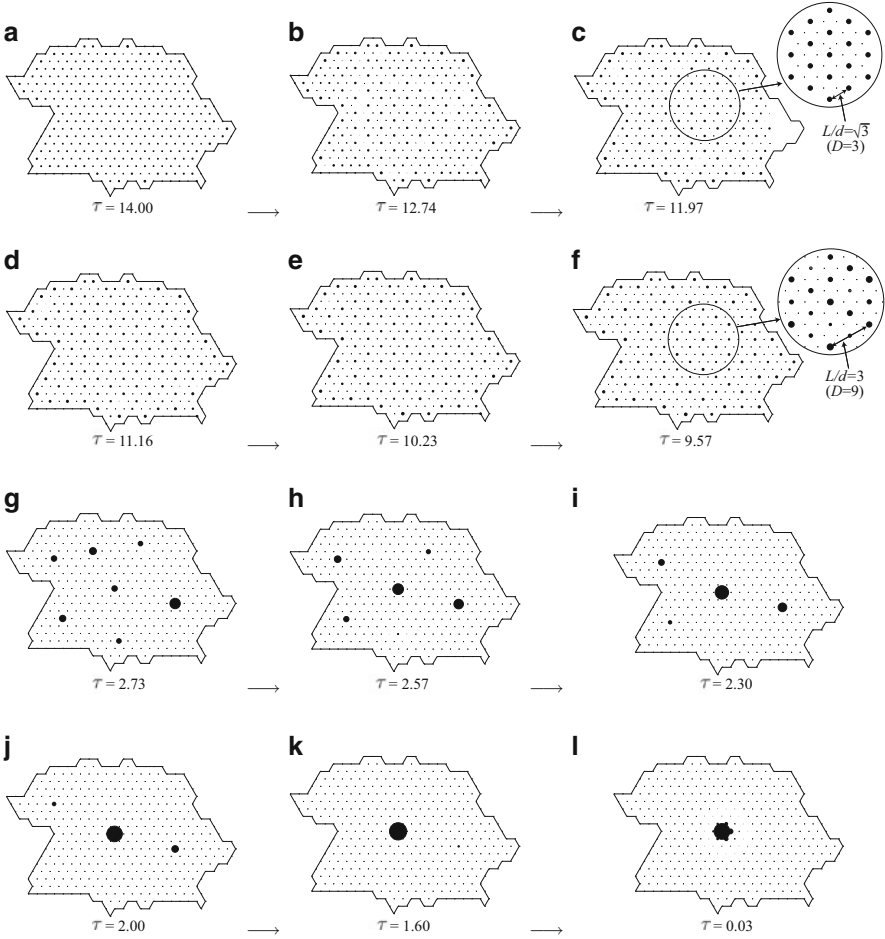 a
b
c
L/d=√3
(D=3)
τ = 14.00
τ = 12.74
τ = 11.97
d
e
f
L/d=3
(D=9)
τ = 11.16
τ = 10.23
τ = 9.57
g
h
i
τ = 2.73
τ = 2.57
τ = 2.30
j
k
l
τ = 2.00
τ = 1.60
τ = 0.03